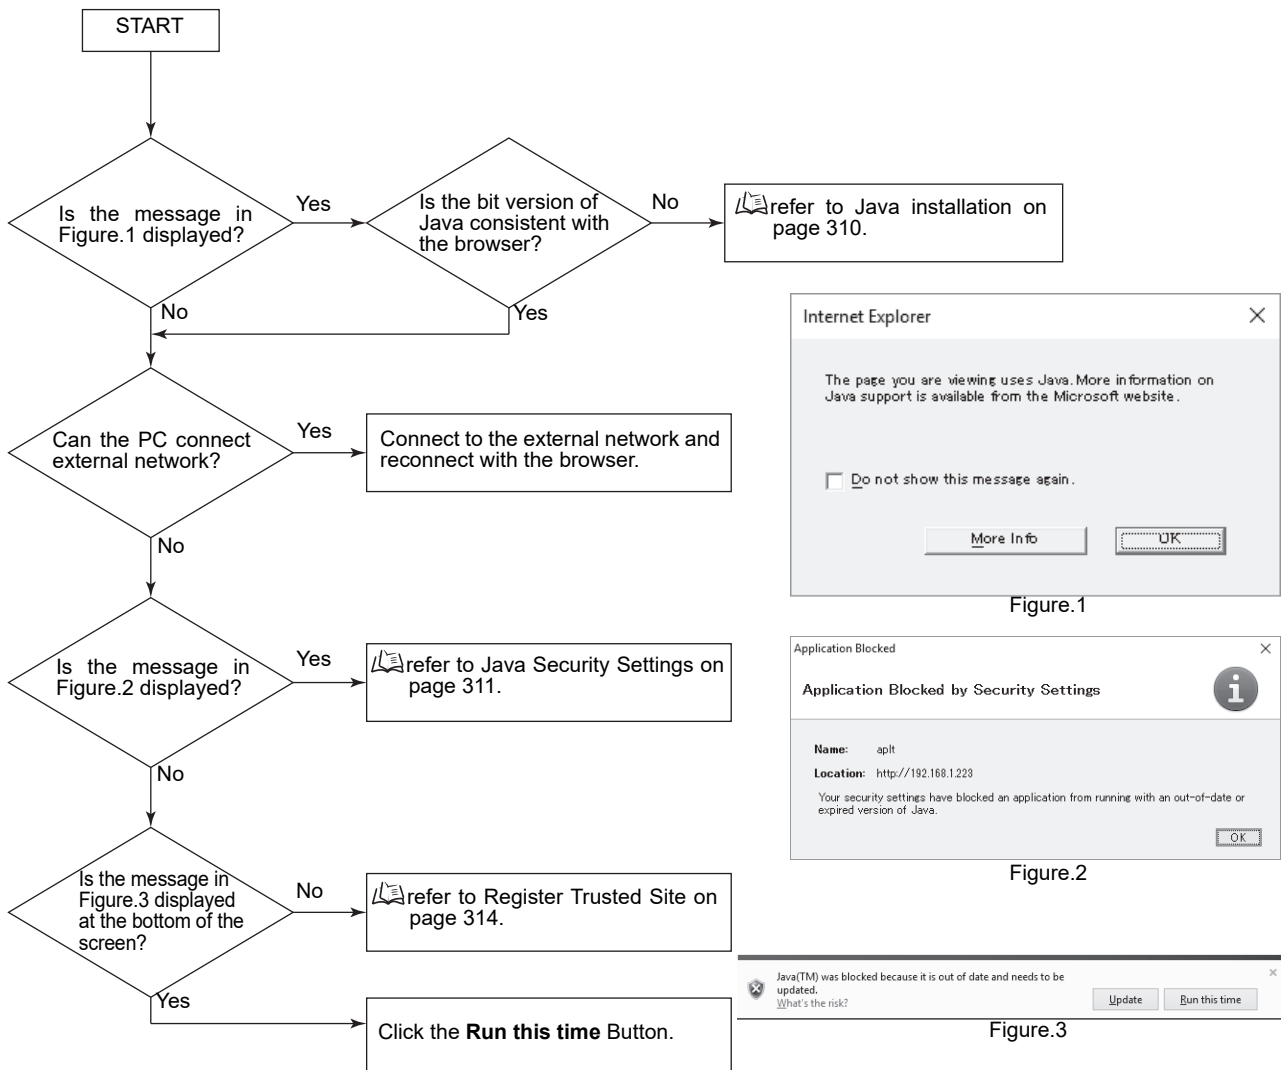 START
Is the message in
Figure.1 displayed?
Yes
Is the bit version of
Java consistent with
the browser?
No
refer to Java installation on
page 310.
No
Yes
Can the PC connect
external network?
Yes
Connect to the external network and
reconnect with the browser.
No
Is the message in
Figure.2 displayed?
Yes
refer to Java Security Settings on
page 311.
No
Is the message in
Figure.3 displayed
at the bottom of the
screen?
No
refer to Register Trusted Site on
page 314.
Yes
Click the Run this time Button.
Internet Explorer
The page you are viewing uses Java. More information on
Java support is available from the Microsoft website.
Do not show this message again.
More Info
OK
Figure.1
Application Blocked
Application Blocked by Security Settings
Name: aplt
Location: http://192.168.1.223
Your security settings have blocked an application from running with an out-of-date or
expired version of Java.
OK
Figure.2
Java(TM) was blocked because it is out of date and needs to be
updated.
What's the risk?
Update
Run this time
Figure.3